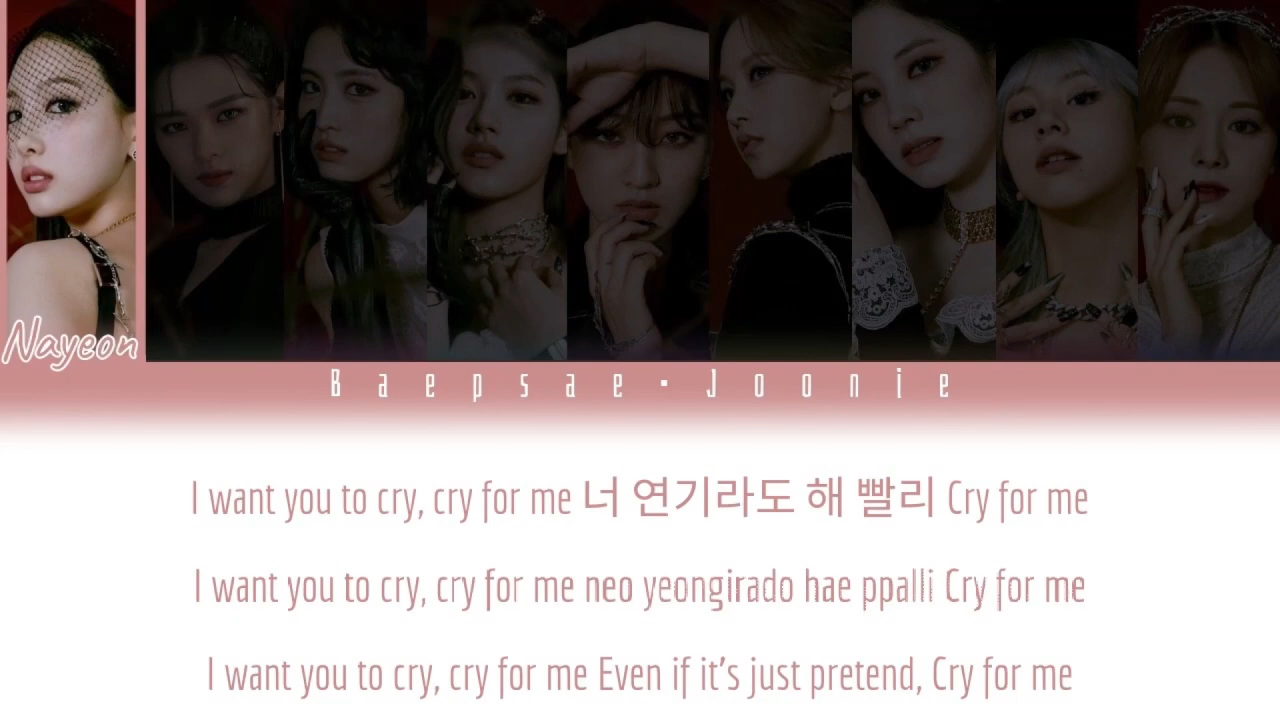 Nayeon
Baepsae·Joonie
I want you to cry, cry for me 너 연기라도 해 빨리 Cry for me
I want you to cry, cry for me neo yeongirado hae ppalli Cry for me
I want you to cry, cry for me Even if it's just pretend, Cry for me